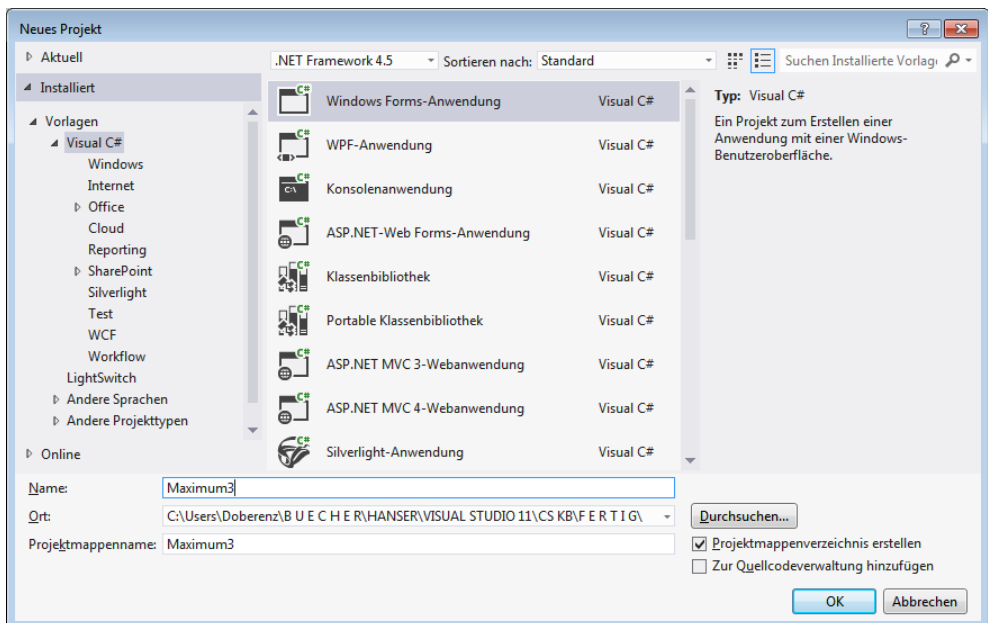 Neues Projekt
Aktuell
.NET Framework 4.5 Sortieren nach: Standard
Suchen Installierte Vorlag
Installiert
Vorlagen
Visual C#
Windows
Internet
Office
Cloud
Reporting
SharePoint
Silverlight
Test
WCF
Workflow
LightSwitch
Andere Sprachen
Andere Projekttypen
Online
Windows Forms-Anwendung Visual C#
WPF-Anwendung Visual C#
Konsolenanwendung Visual C#
ASP.NET-Web Forms-Anwendung Visual C#
Klassenbibliothek Visual C#
Portable Klassenbibliothek Visual C#
ASP.NET MVC 3-Webanwendung Visual C#
ASP.NET MVC 4-Webanwendung Visual C#
Silverlight-Anwendung Visual C#
Typ: Visual C#
Ein Projekt zum Erstellen einer
Anwendung mit einer Windows-
Benutzeroberfläche.
Name: Maximum3
Ort: C:\Users\Doberenz\B U E C H E R\HANSER\VISUAL STUDIO 11\CS KB\F E R T I G\
Durchsuchen...
Projektmappenname: Maximum3
Projektmappenverzeichnis erstellen
Zur Quellcodeverwaltung hinzufügen
OK Abbrechen